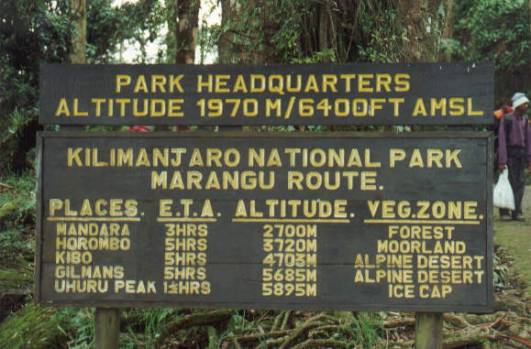 PARK HEADQUARTERS
ALTITUDE 1970M/6400FT AMSL
KILIMANJARO NATIONAL PARK
MARANGU ROUTE.
PLACES. E.T.A. ALTITUDE. VEG.ZONE.
MANDARA 3HRS 2700M FOREST
HOROMBO 5HRS 3720M MOORLAND
KIBO 5HRS 4703M ALPINE DESERT
GILMANS 5HRS 5685M ALPINE DESERT
UHURU PEAK 1½HRS 5895M ICE CAP